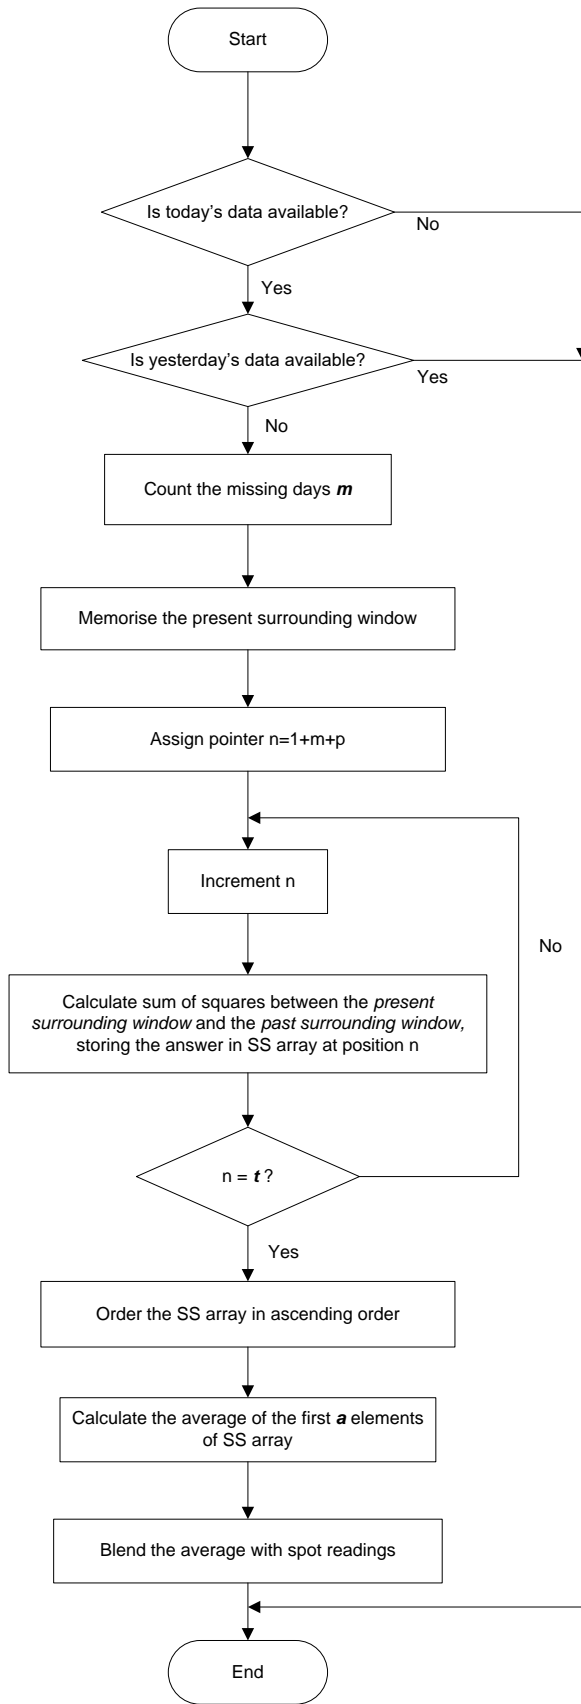 Start
Is today’s data available?
No
Yes
Is yesterday’s data available?
Yes
No
Count the missing days m
Memorise the present surrounding window
Assign pointer n=1+m+p
Increment n
No
Calculate sum of squares between the present
surrounding window and the past surrounding window,
storing the answer in SS array at position n
n = t ?
Yes
Order the SS array in ascending order
Calculate the average of the first a elements
of SS array
Blend the average with spot readings
End